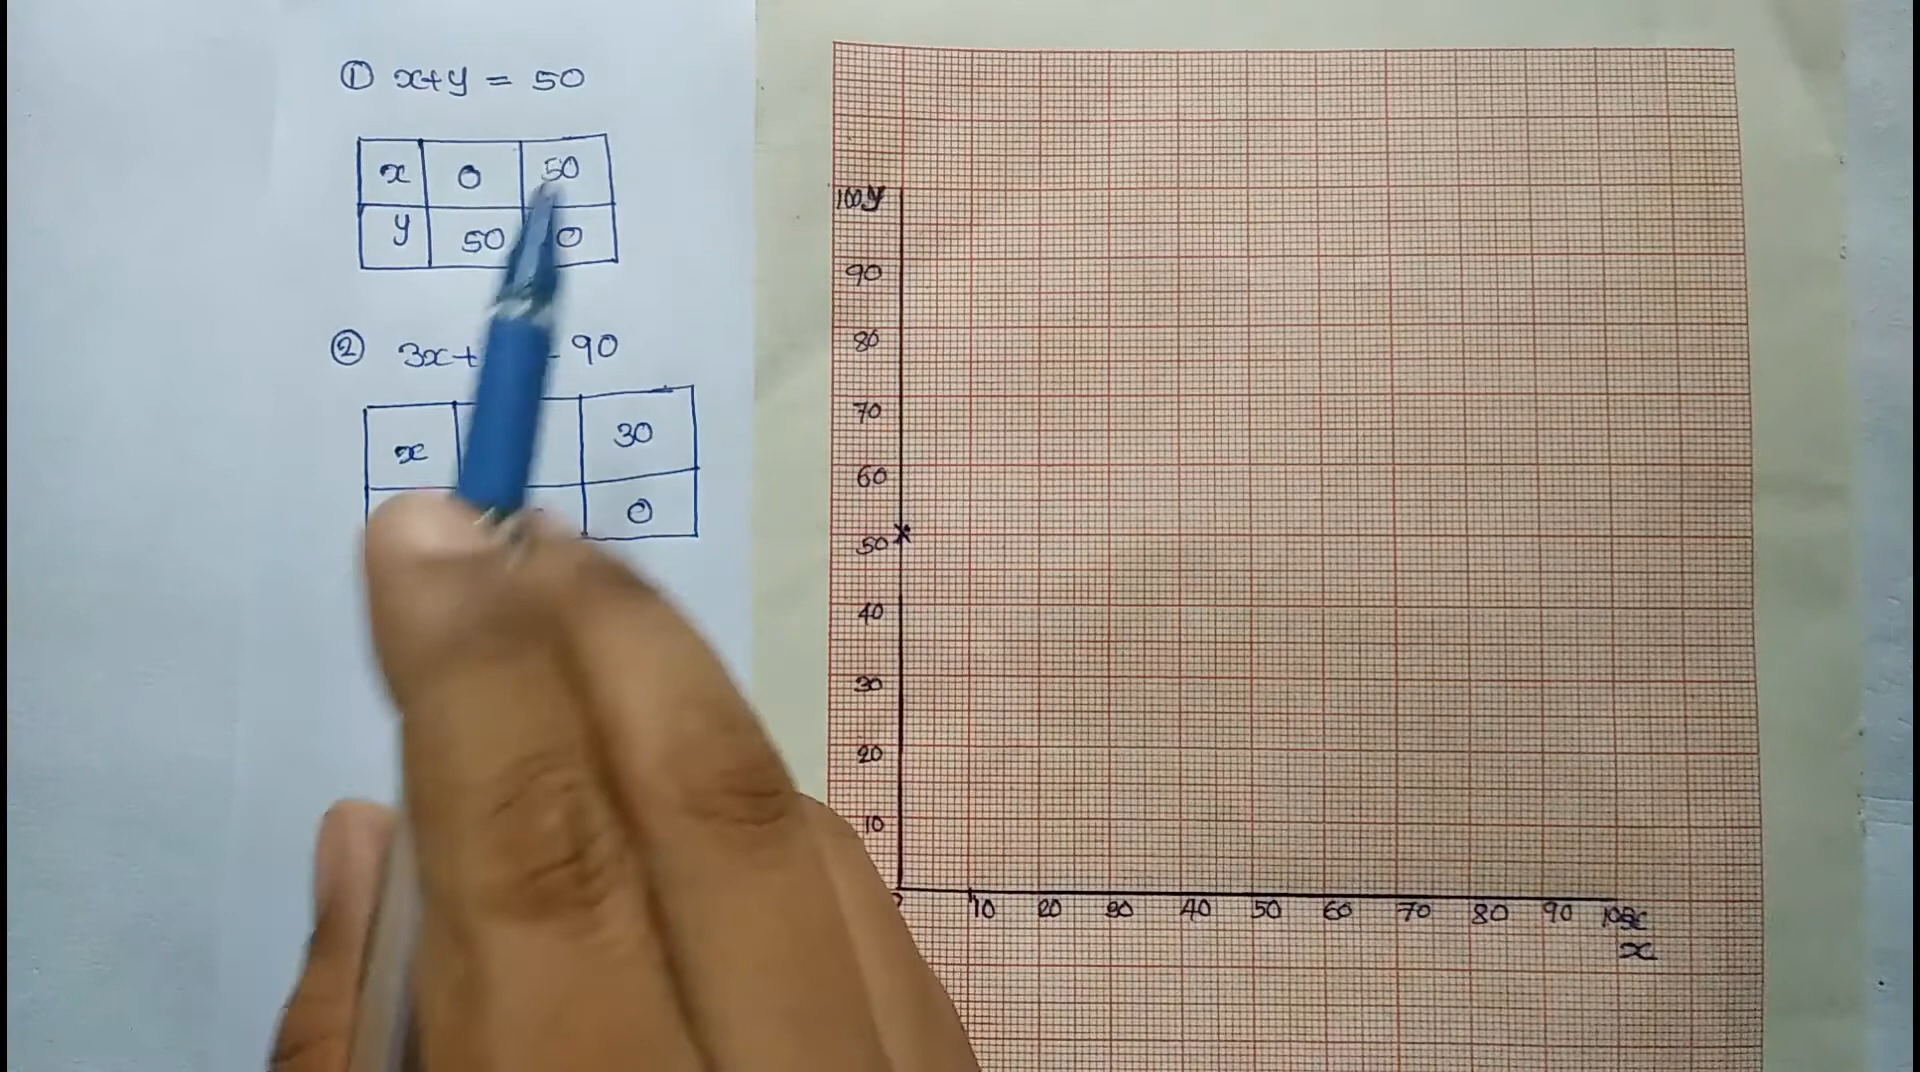 ① x+y = 50
x 0 50
y 50 0
② 3x+ 90
x 30
0
100 y
90
80
70
60
50
40
30
20
10
10 20 30 40 50 60 70 80 90 100 x
x